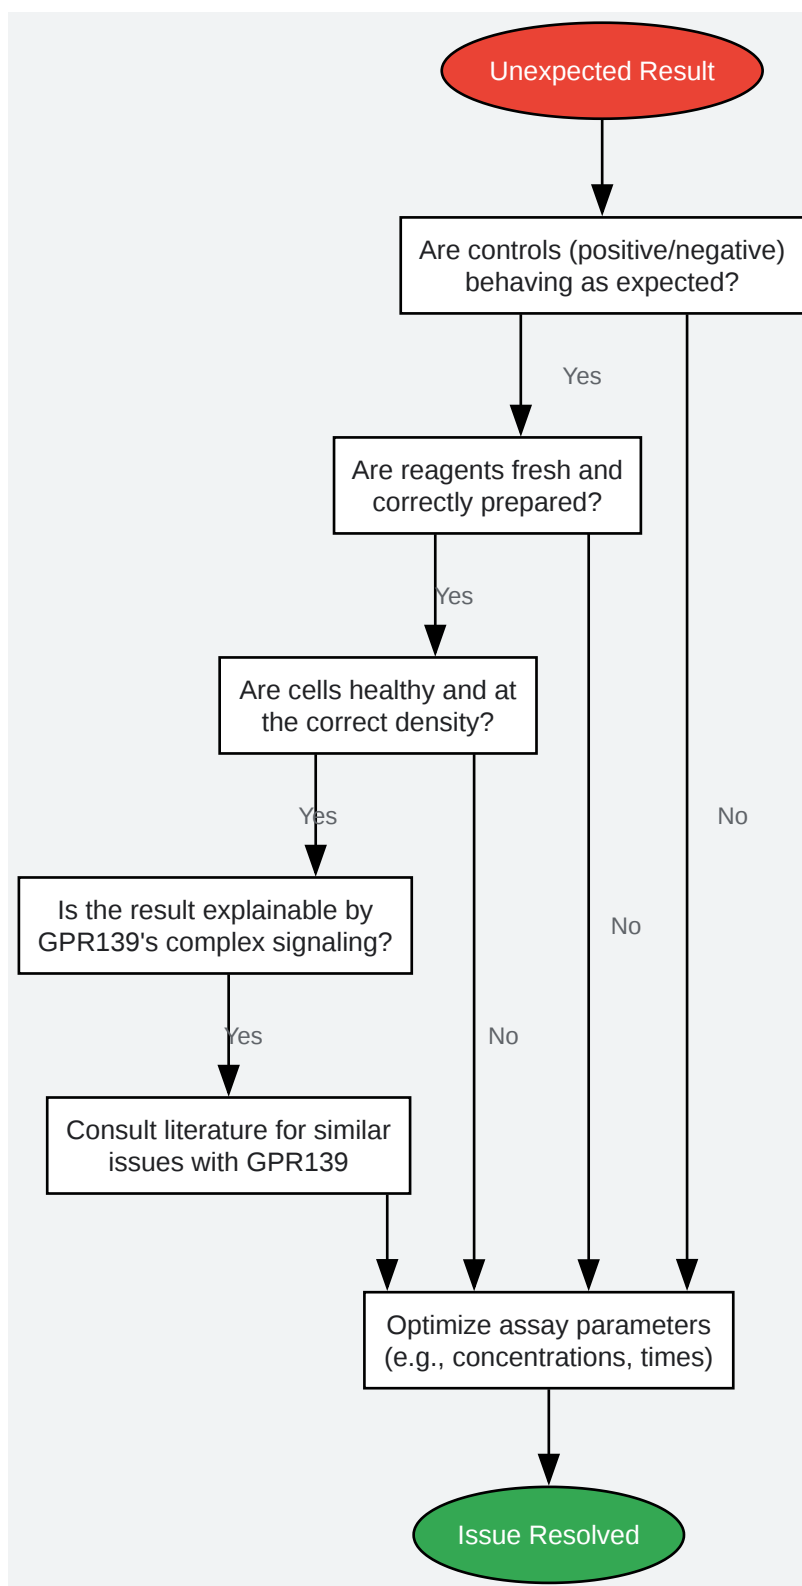 Unexpected Result
Are controls (positive/negative)
behaving as expected?
Yes
Are reagents fresh and
correctly prepared?
Yes
Are cells healthy and at
the correct density?
Yes
No
Is the result explainable by
GPR139's complex signaling?
No
Yes
No
Consult literature for similar
issues with GPR139
Optimize assay parameters
(e.g., concentrations, times)
Issue Resolved